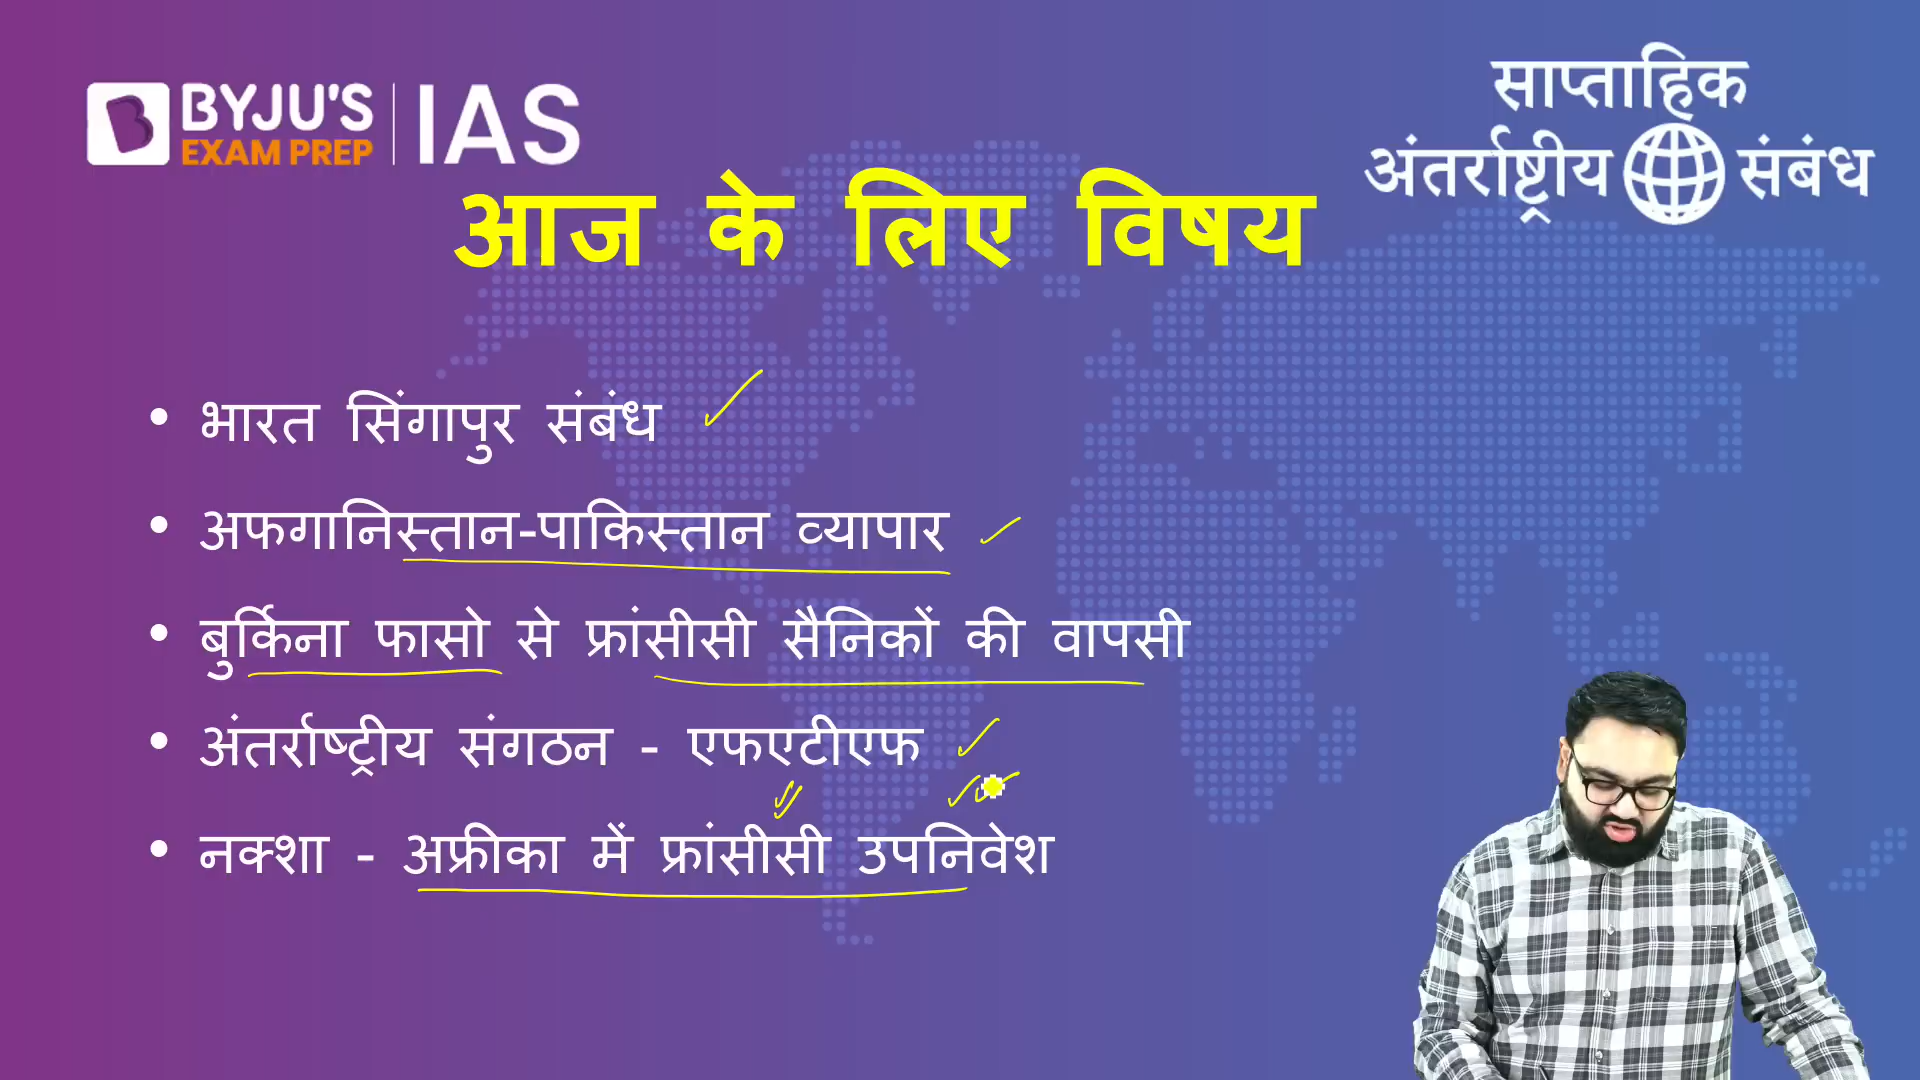 BYJU'S
EXAM PREP
IAS
साप्ताहिक
अंतर्राष्ट्रीय संबंध
आज के लिए विषय
• भारत सिंगापुर संबंध
• अफगानिस्तान-पाकिस्तान व्यापार
• बुर्किना फासो से फ्रांसीसी सैनिकों की वापसी
• अंतर्राष्ट्रीय संगठन - एफएटीएफ
• नक्शा - अफ्रीका में फ्रांसीसी उपनिवेश